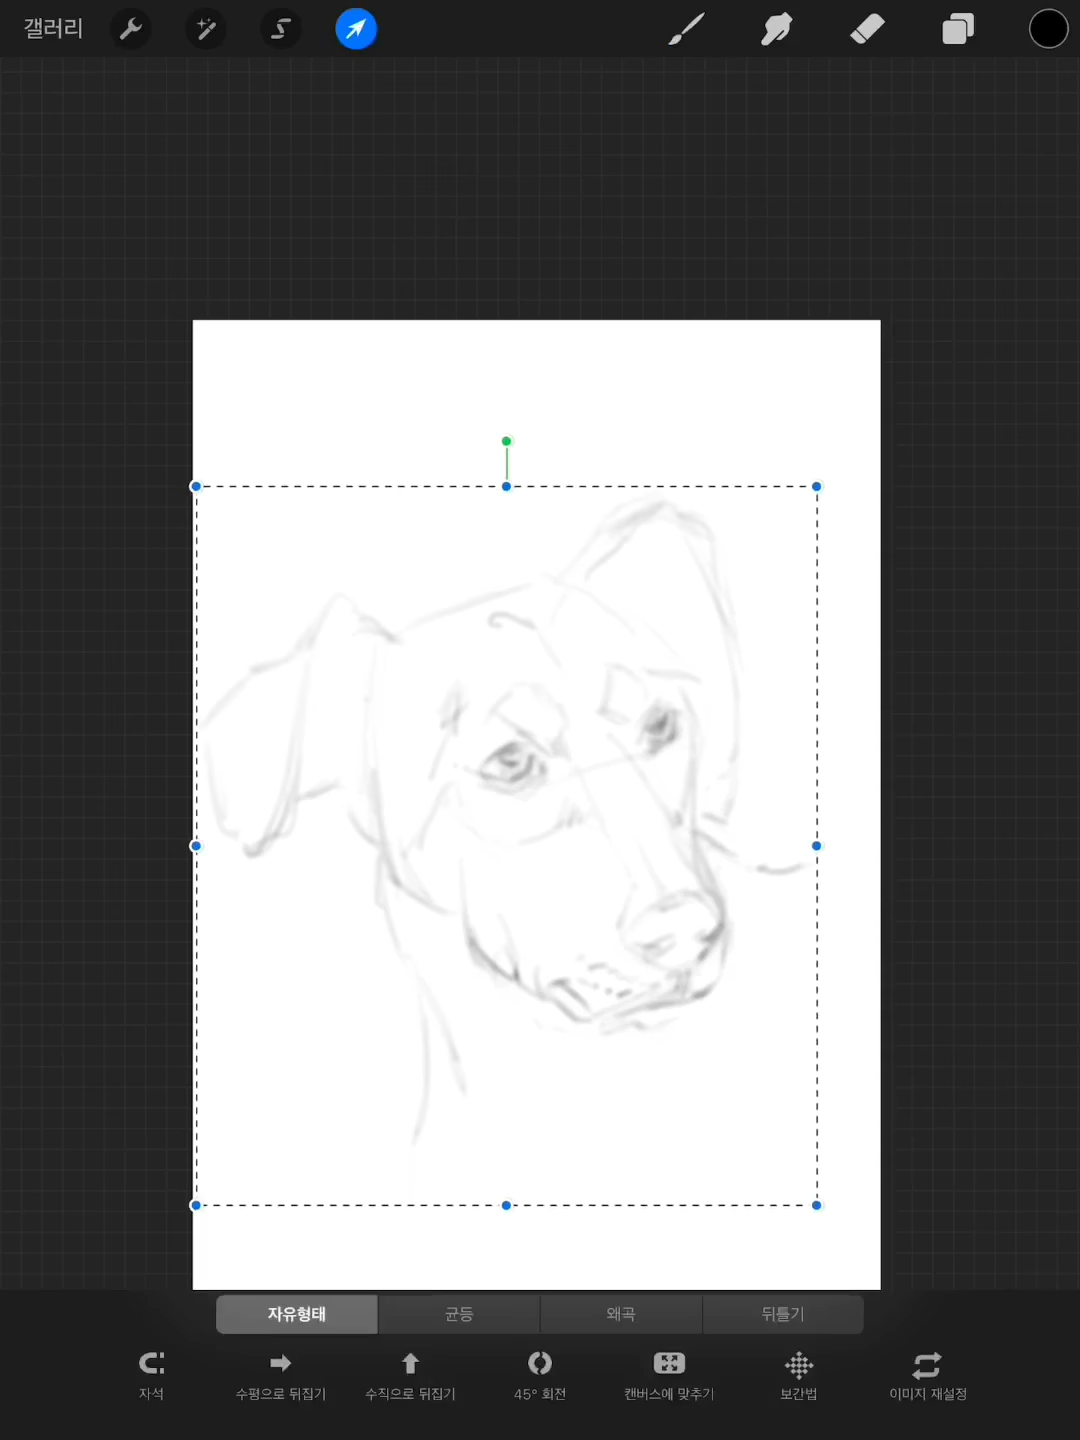 갤러리
자유형태
균등
왜곡
뒤틀기
자석
수평으로 뒤집기
수직으로 뒤집기
45° 회전
캔버스에 맞추기
보간법
이미지 재설정